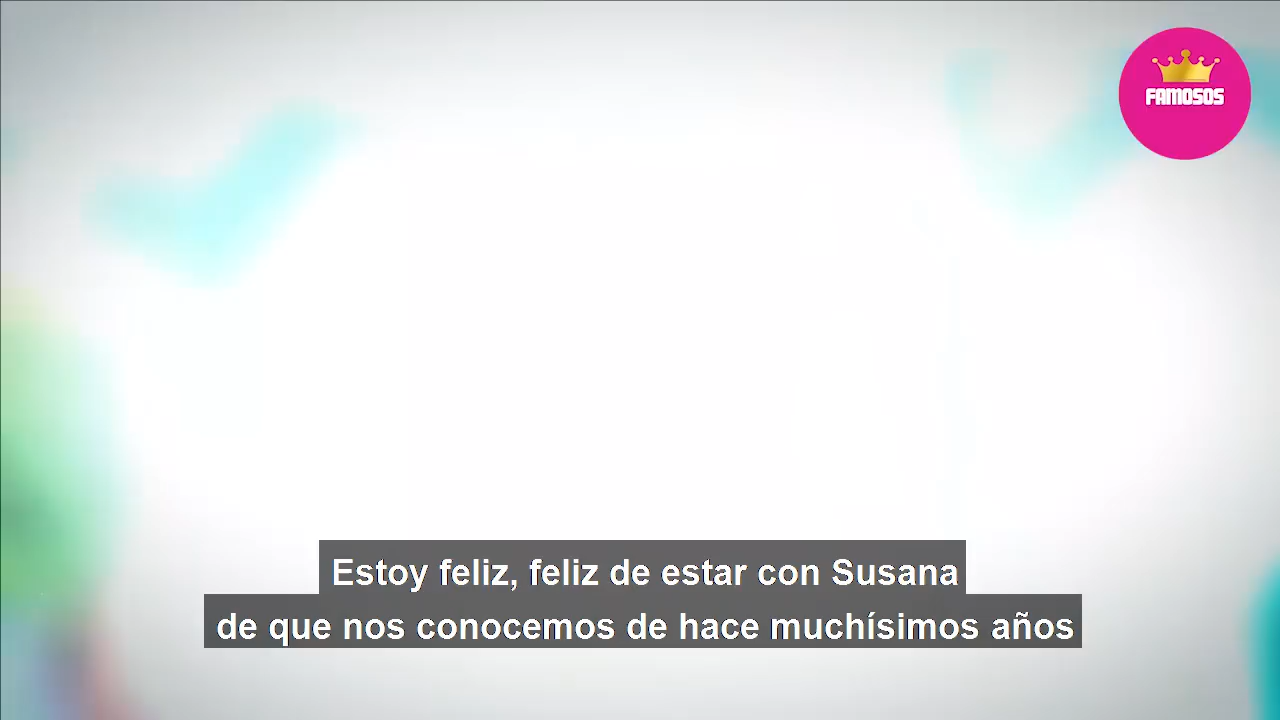 FAMOSOS
Estoy feliz, feliz de estar con Susana
de que nos conocemos de hace muchísimos años